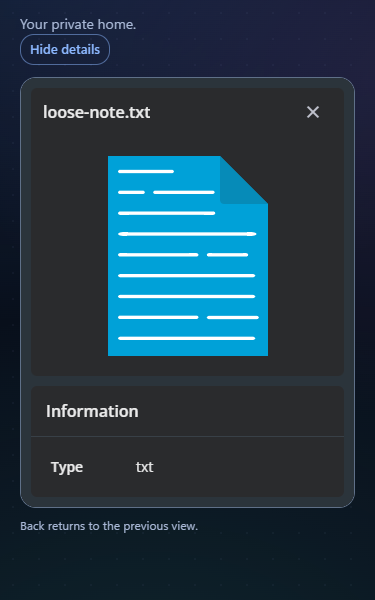 Your private home.
Hide details
loose-note.txt
Information
Type txt
Back returns to the previous view.